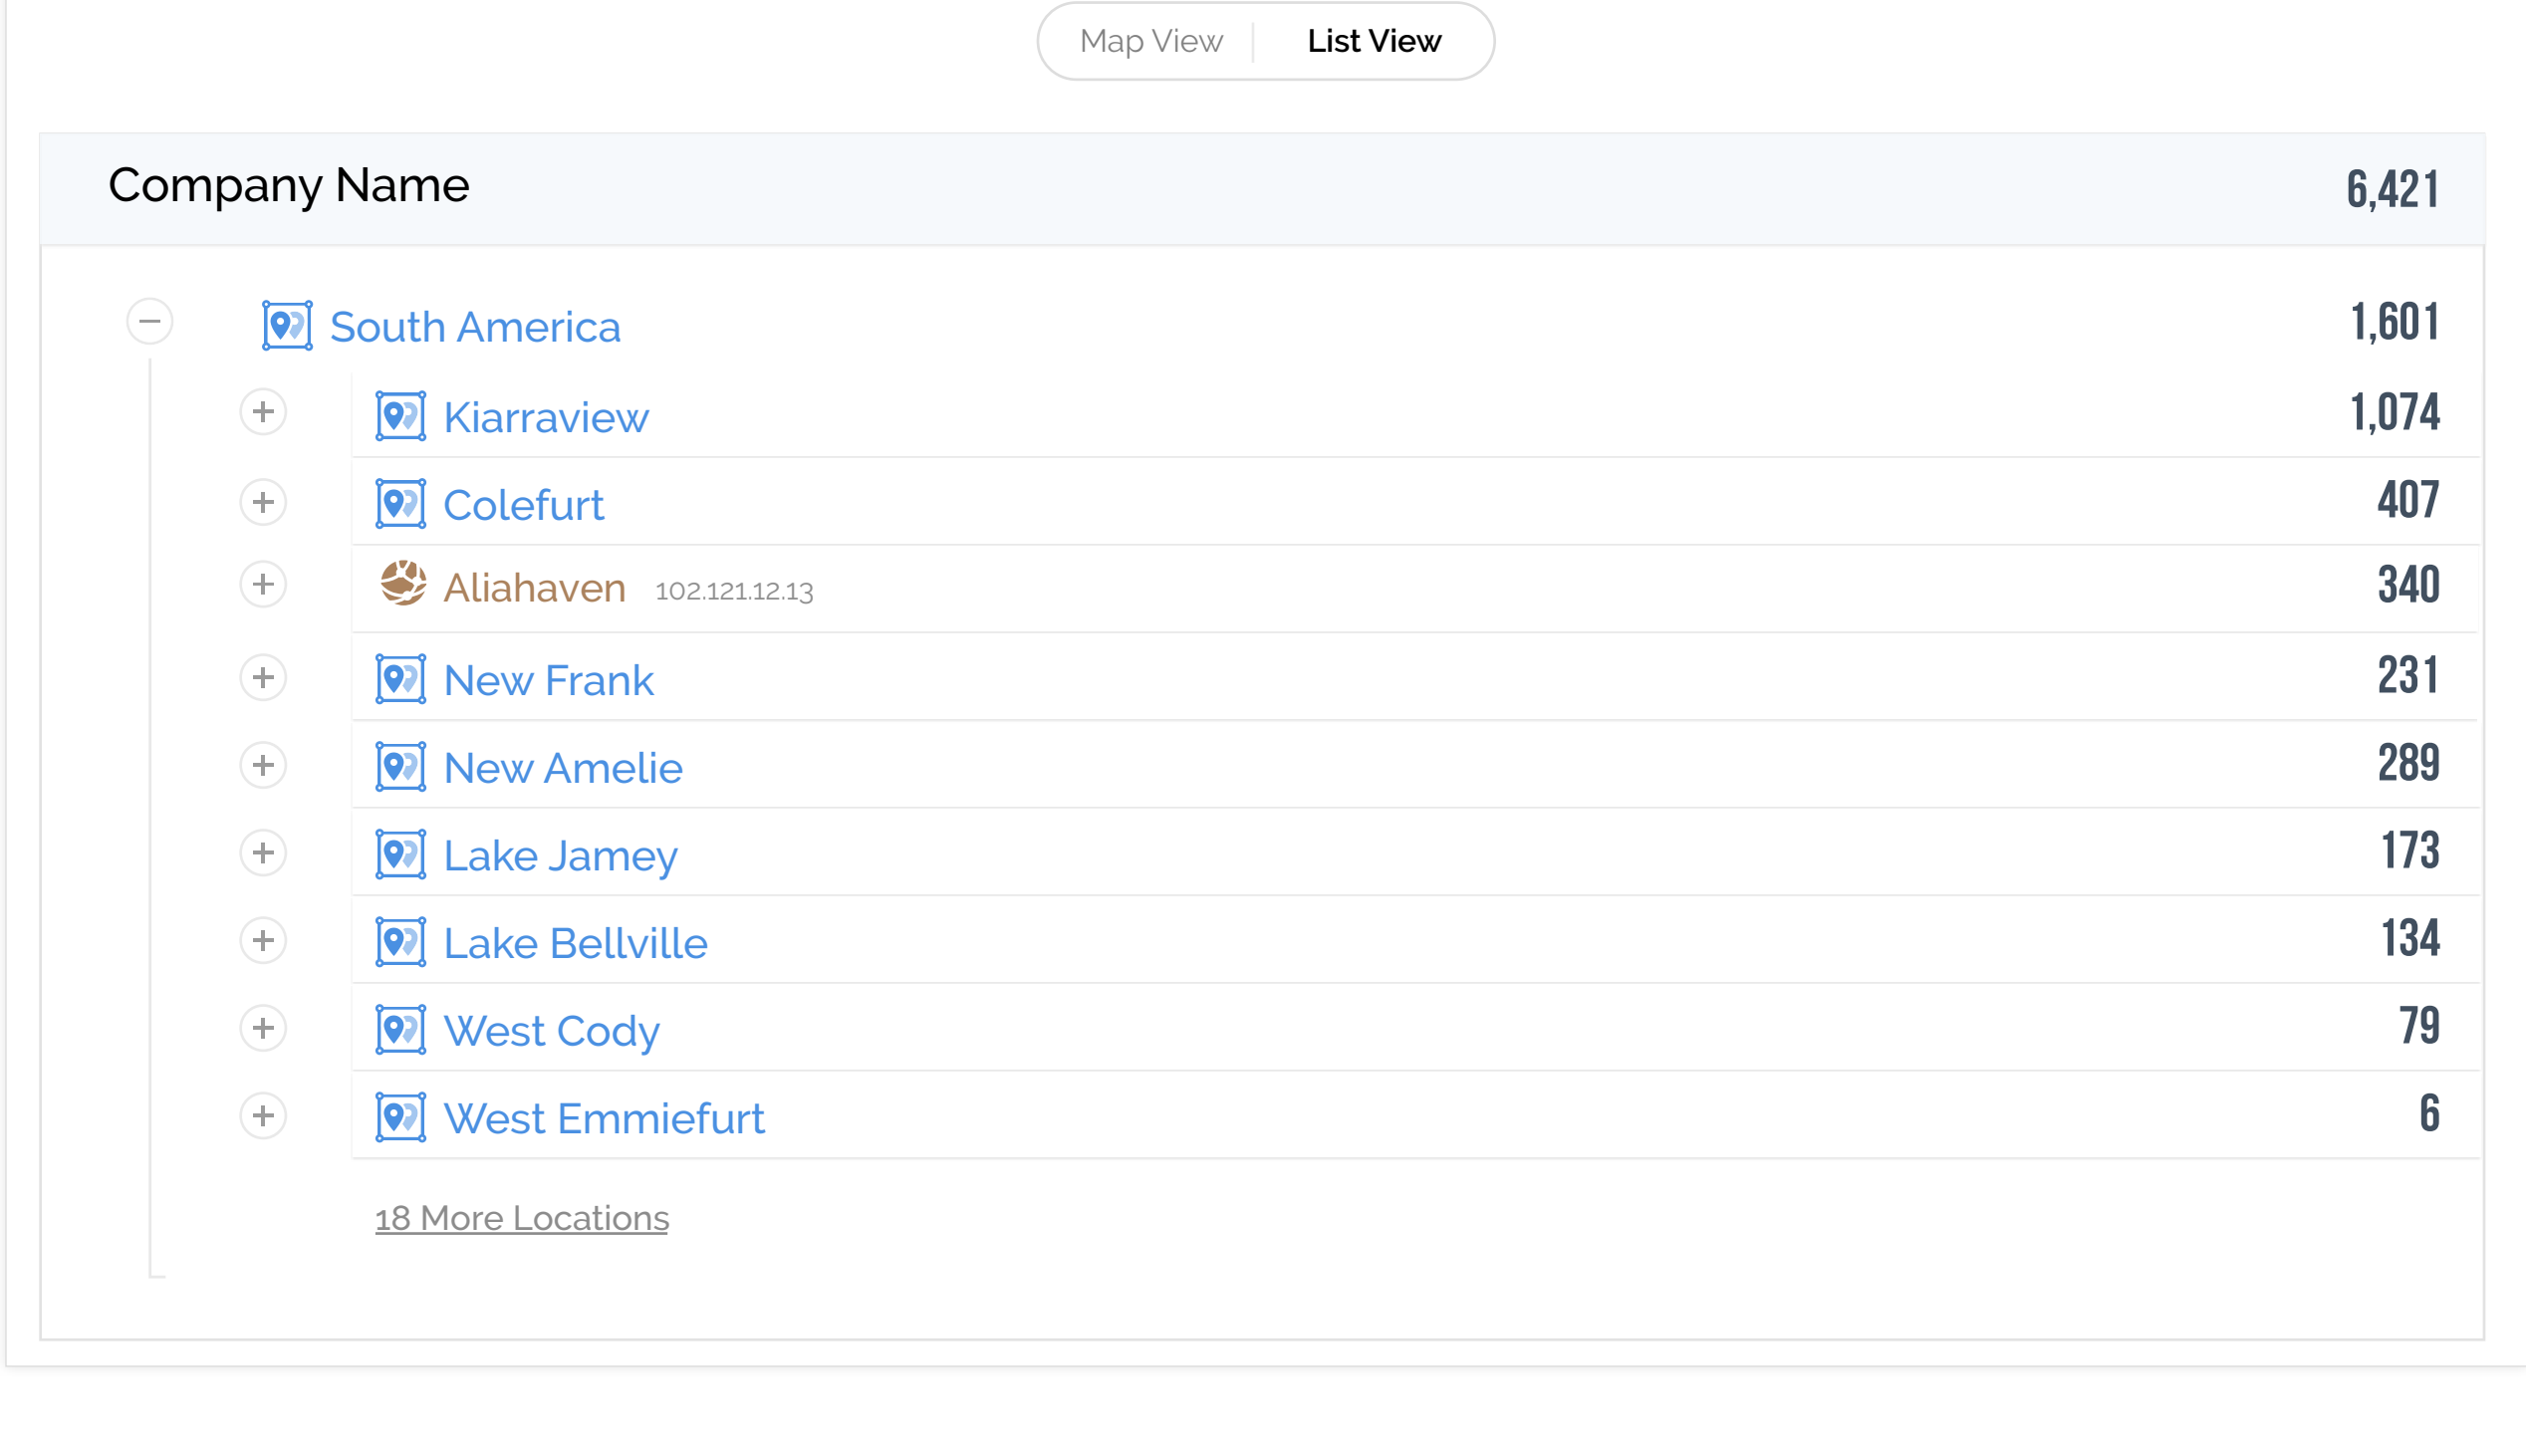 Map View List View
Company Name 6,421
South America 1,601
Kiarraview 1,074
Colefurt 407
Aliahaven 102.121.12.13 340
New Frank 231
New Amelie 289
Lake Jamey 173
Lake Bellville 134
West Cody 79
West Emmiefurt 6
18 More Locations